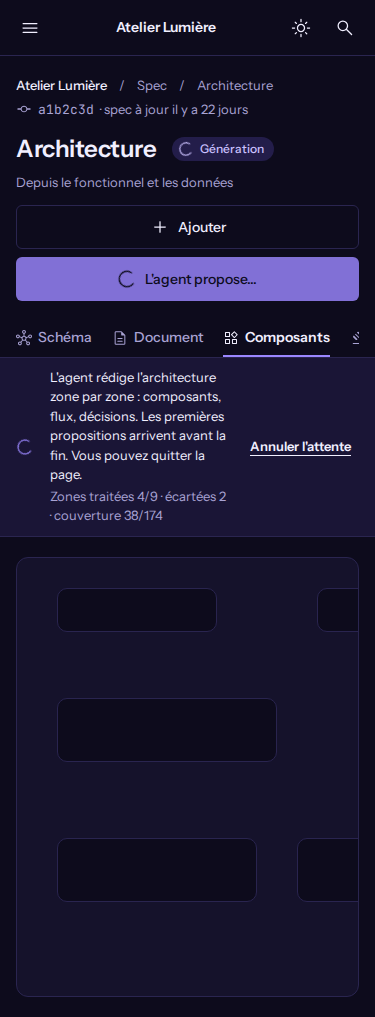 Atelier Lumière
Atelier Lumière / Spec / Architecture
a1b2c3d · spec à jour il y a 22 jours
Architecture Génération
Depuis le fonctionnel et les données
Ajouter
L'agent propose…
Schéma Document Composants
L'agent rédige l'architecture
zone par zone : composants,
flux, décisions. Les premières
propositions arrivent avant la
fin. Vous pouvez quitter la
page.
Annuler l'attente
Zones traitées 4/9 · écartées 2
· couverture 38/174